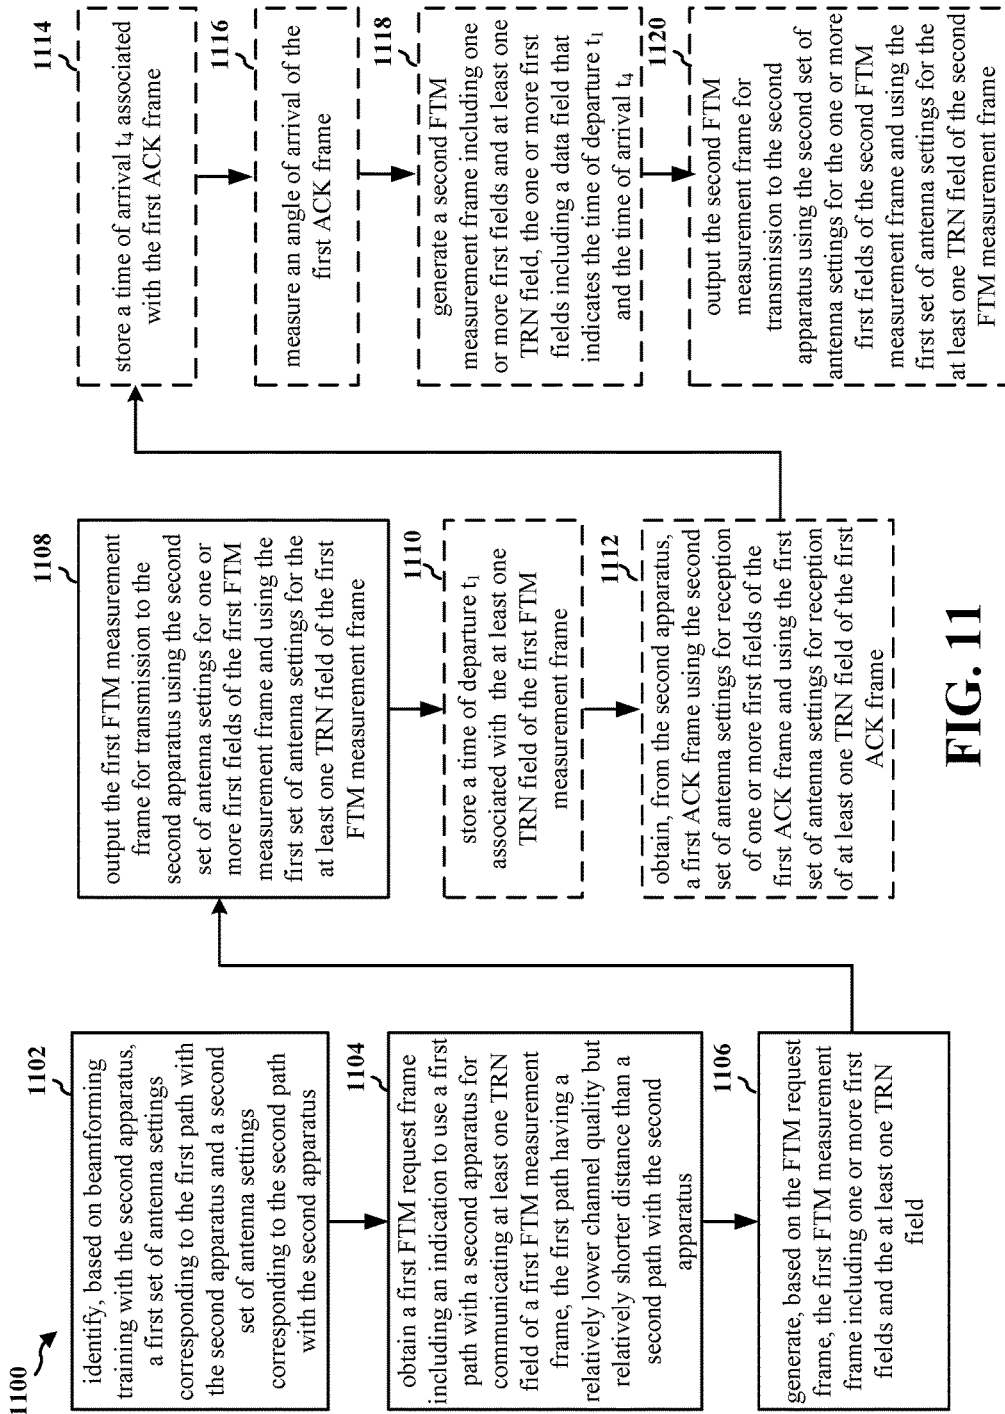 1100
1102
identify, based on beamforming
training with the second apparatus,
a first set of antenna settings
corresponding to the first path with
the second apparatus and a second
set of antenna settings
corresponding to the second path
with the second apparatus
1104
obtain a first FTM request frame
including an indication to use a first
path with a second apparatus for
communicating at least one TRN
field of a first FTM measurement
frame, the first path having a
relatively lower channel quality but
relatively shorter distance than a
second path with the second
apparatus
1106
generate, based on the FTM request
frame, the first FTM measurement
frame including one or more first
fields and the at least one TRN
field
1108
output the first FTM measurement
frame for transmission to the
second apparatus using the second
set of antenna settings for one or
more first fields of the first FTM
measurement frame and using the
first set of antenna settings for the
at least one TRN field of the first
FTM measurement frame
1110
store a time of departure t₁
associated with the at least one
TRN field of the first FTM
measurement frame
1112
obtain, from the second apparatus,
a first ACK frame using the second
set of antenna settings for reception
of one or more first fields of the
first ACK frame and using the first
set of antenna settings for reception
of at least one TRN field of the first
ACK frame
1114
store a time of arrival t₄ associated
with the first ACK frame
1116
measure an angle of arrival of the
first ACK frame
1118
generate a second FTM
measurement frame including one
or more first fields and at least one
TRN field, the one or more first
fields including a data field that
indicates the time of departure t₁
and the time of arrival t₄
1120
output the second FTM
measurement frame for
transmission to the second
apparatus using the second set of
antenna settings for the one or more
first fields of the second FTM
measurement frame and using the
first set of antenna settings for the
at least one TRN field of the second
FTM measurement frame
FIG. 11